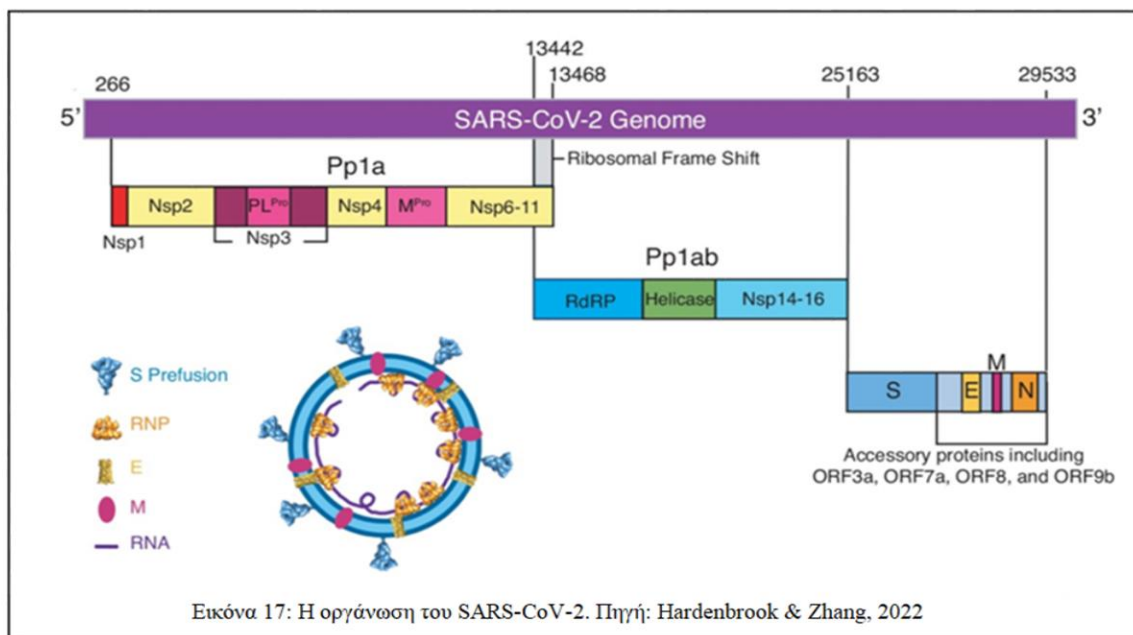 13442
13468
266
25163
29533
5’
SARS-CoV-2 Genome
3’
Pp1a
Ribosomal Frame Shift
Nsp2
PLPro
Nsp4
MPro
Nsp6-11
Nsp1
Nsp3
Pp1ab
RdRP
Helicase
Nsp14-16
M
S
E
N
Accessory proteins including
ORF3a, ORF7a, ORF8, and ORF9b
S Prefusion
RNP
E
M
RNA
Εικόνα 17: Η οργάνωση του SARS-CoV-2. Πηγή: Hardenbrook & Zhang, 2022